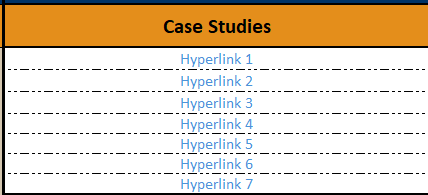 Case Studies
Hyperlink 1
Hyperlink 2
Hyperlink 3
Hyperlink 4
Hyperlink 5
Hyperlink 6
Hyperlink 7